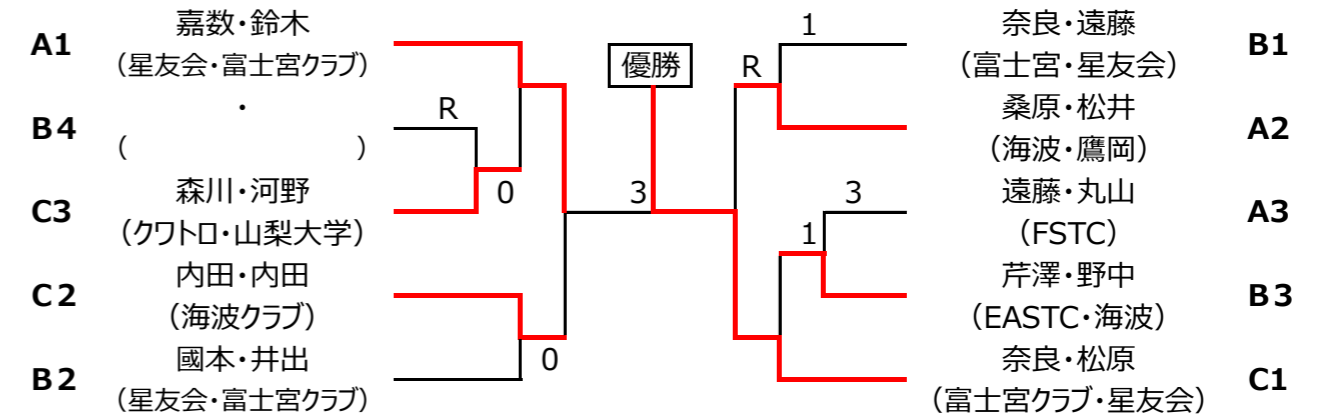 A1
嘉数・鈴木
(星友会・富士宮クラブ)
B4
・
( )
R
C3
森川・河野
(クワトロ・山梨大学)
0
C2
内田・内田
(海波クラブ)
B2
國本・井出
(星友会・富士宮クラブ)
0
優勝
3
1
奈良・遠藤
(富士宮・星友会)
B1
R
桑原・松井
(海波・鷹岡)
A2
3
遠藤・丸山
(FSTC)
A3
1
芹澤・野中
(EASTC・海波)
B3
奈良・松原
(富士宮クラブ・星友会)
C1